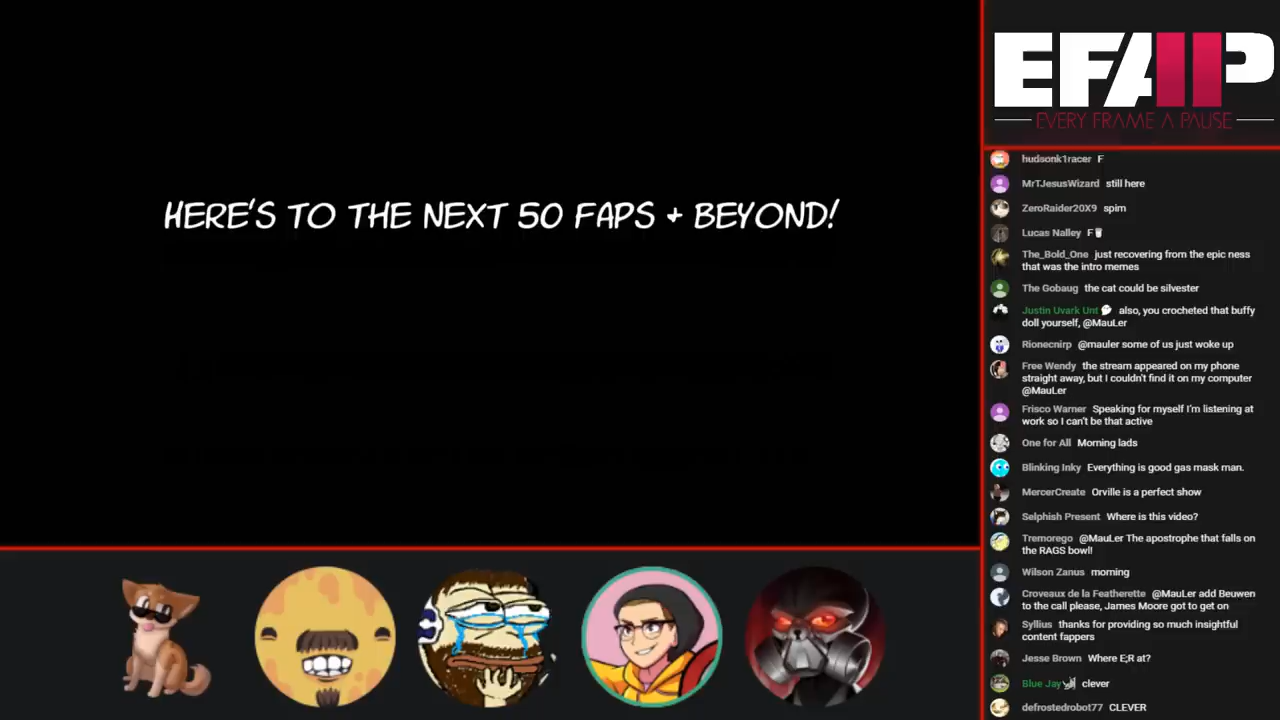 HERE'S TO THE NEXT 50 FAPS + BEYOND!
EFAP
EVERY FRAME A PAUSE
hudsonk1racer F
MrTJesusWizard still here
ZeroRaider20X9 spim
Lucas Nalley F🥛
The_Bold_One just recovering from the epic ness
that was the intro memes
The Gobaug the cat could be silvester
Justin Uvark Unt also, you crocheted that buffy
doll yourself, @MauLer
Rionecnirp @mauler some of us just woke up
Free Wendy the stream appeared on my phone
straight away, but I couldn't find it on my computer
@MauLer
Frisco Warner Speaking for myself I'm listening at
work so I can't be that active
One for All Morning lads
Blinking Inky Everything is good gas mask man.
MercerCreate Orville is a perfect show
Selphish Present Where is this video?
Tremorego @MauLer The apostrophe that falls on
the RAGS bowl!
Wilson Zanus morning
Croveaux de la Featherette @MauLer add Beuwen
to the call please, James Moore got to get on
Syllius thanks for providing so much insightful
content fappers
Jesse Brown Where E;R at?
Blue Jay clever
defrostedrobot77 CLEVER